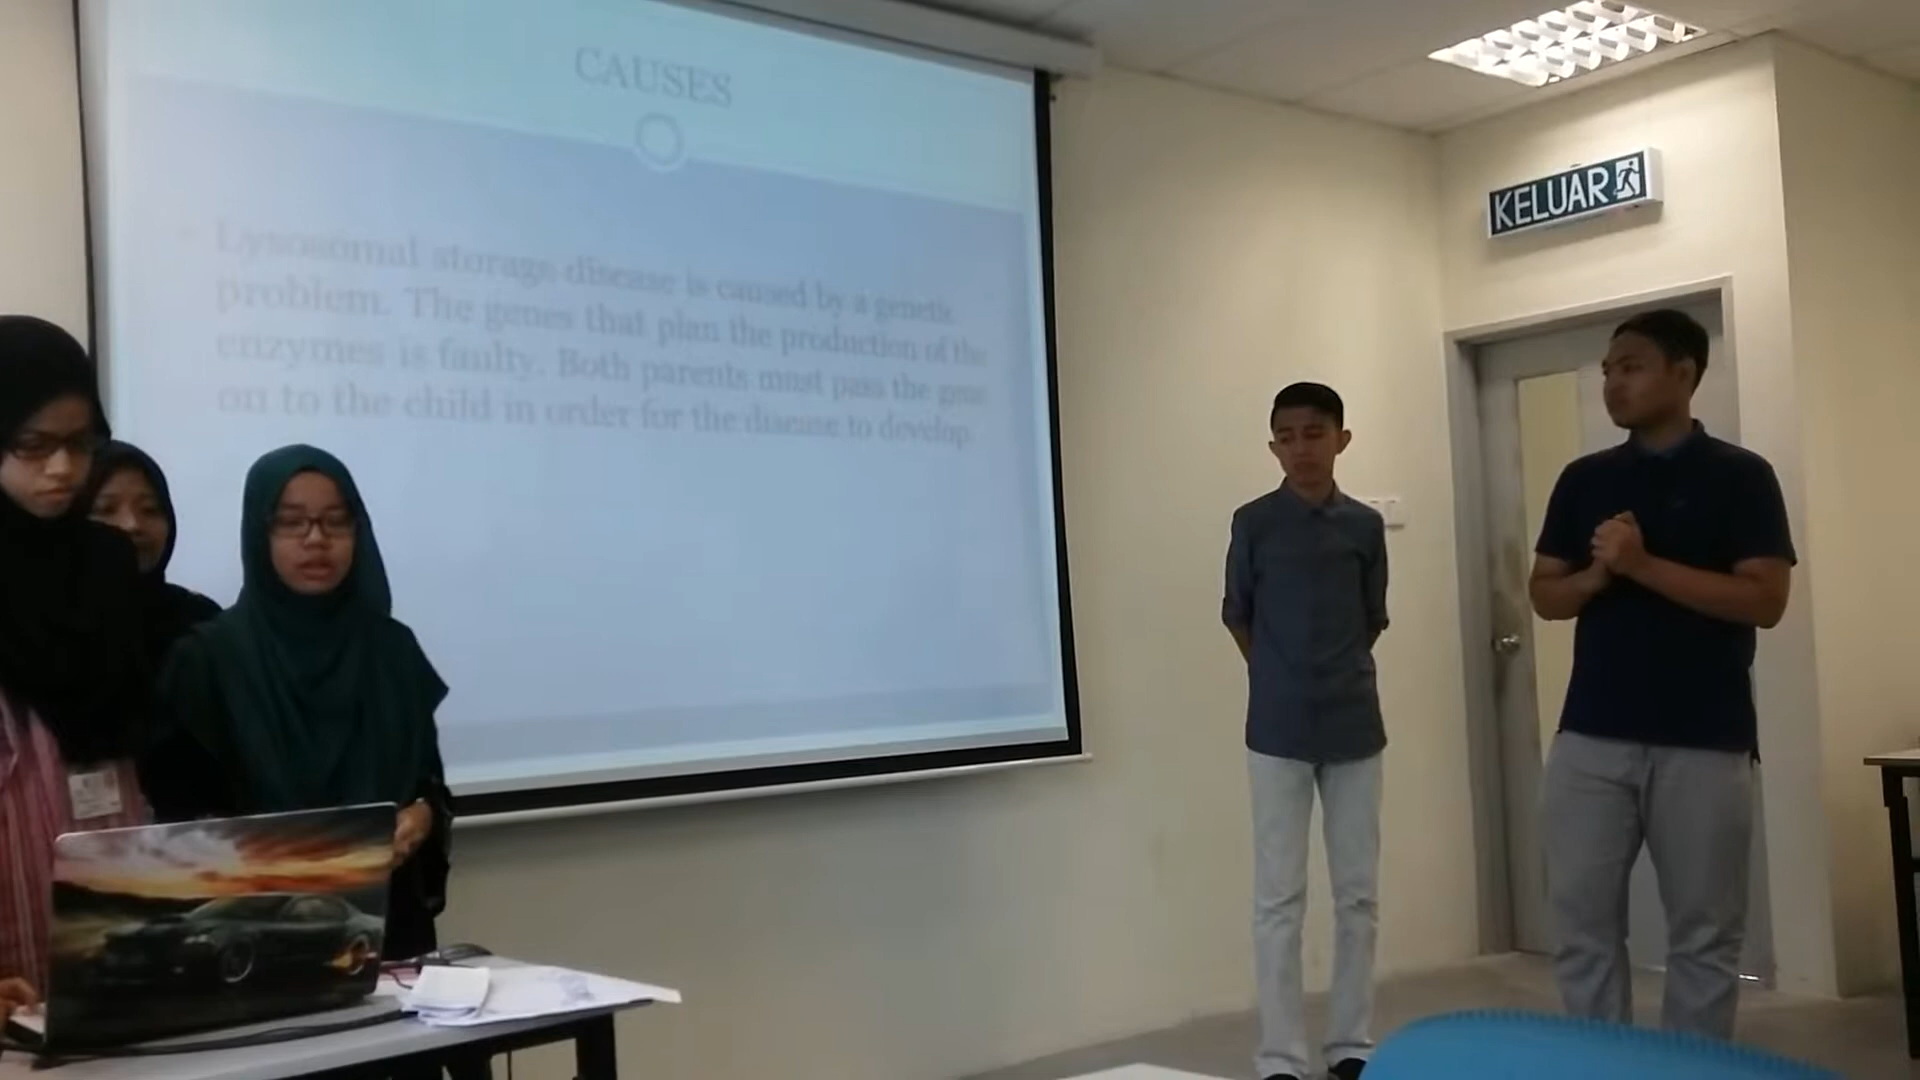 CAUSES
Lysosomal storage disease is caused by a genetic
problem. The genes that plan the production of the
enzymes is faulty. Both parents must pass the gene
on to the child in order for the disease to develop.
KELUAR